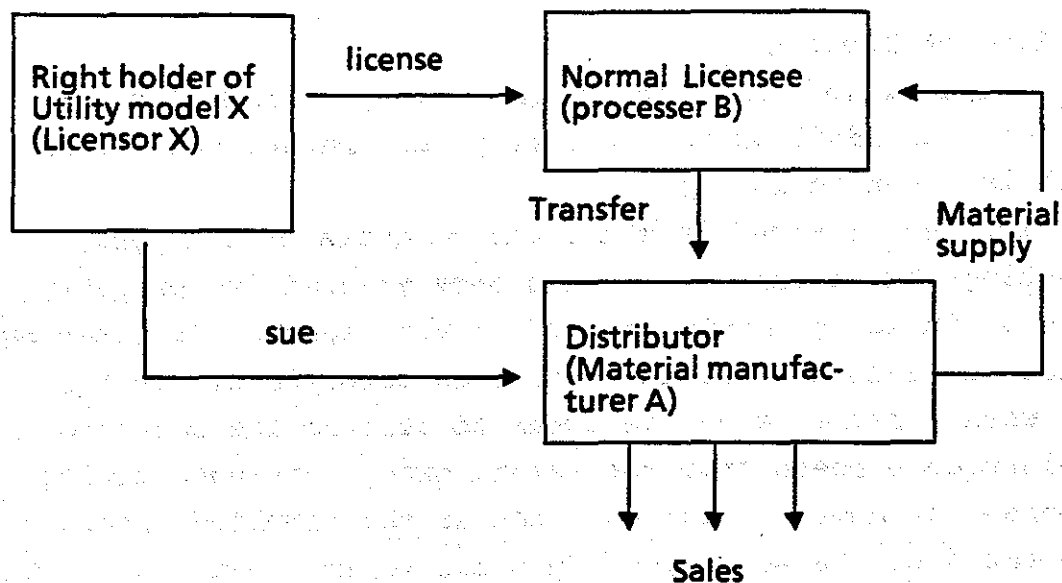 Right holder of
Utility model X
(Licensor X)
license
Normal Licensee
(processer B)
Transfer
Material
supply
sue
Distributor
(Material manufac-
turer A)
Sales